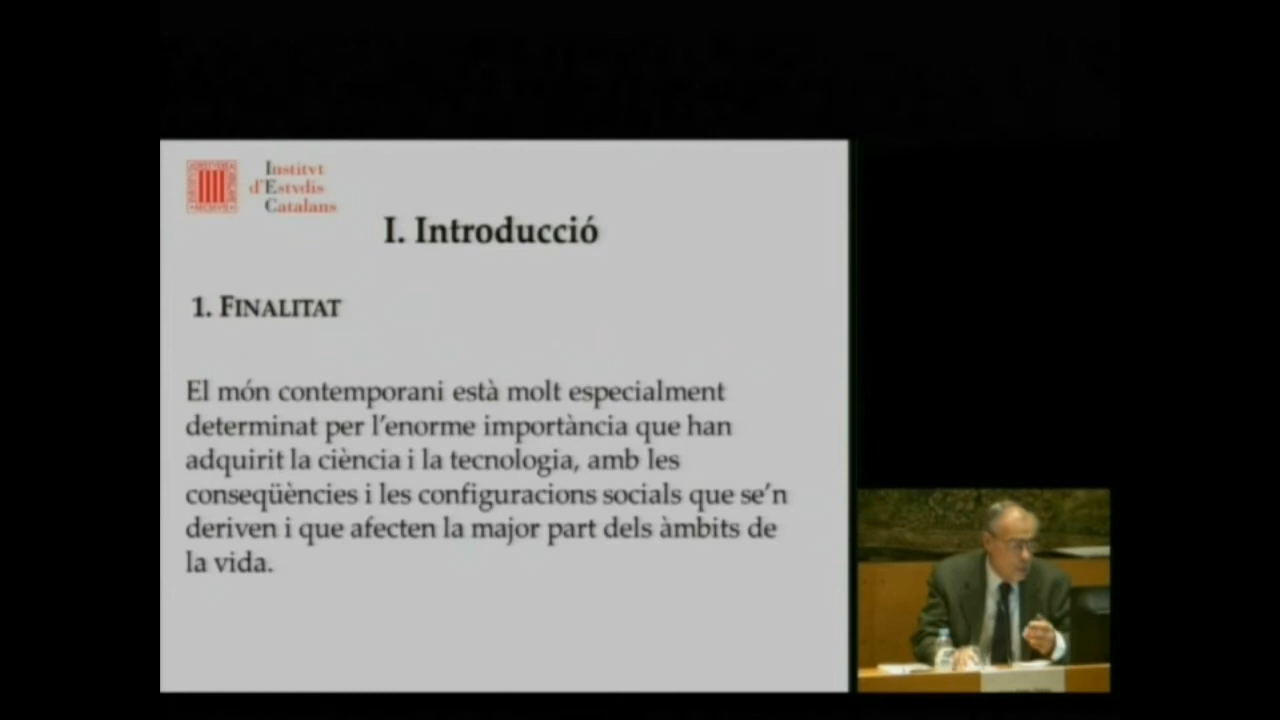 Institvt
d'Estvdis
Catalans
I. Introducció
1. FINALITAT
El món contemporani està molt especialment
determinat per l'enorme importància que han
adquirit la ciència i la tecnologia, amb les
conseqüències i les configuracions socials que se'n
deriven i que afecten la major part dels àmbits de
la vida.